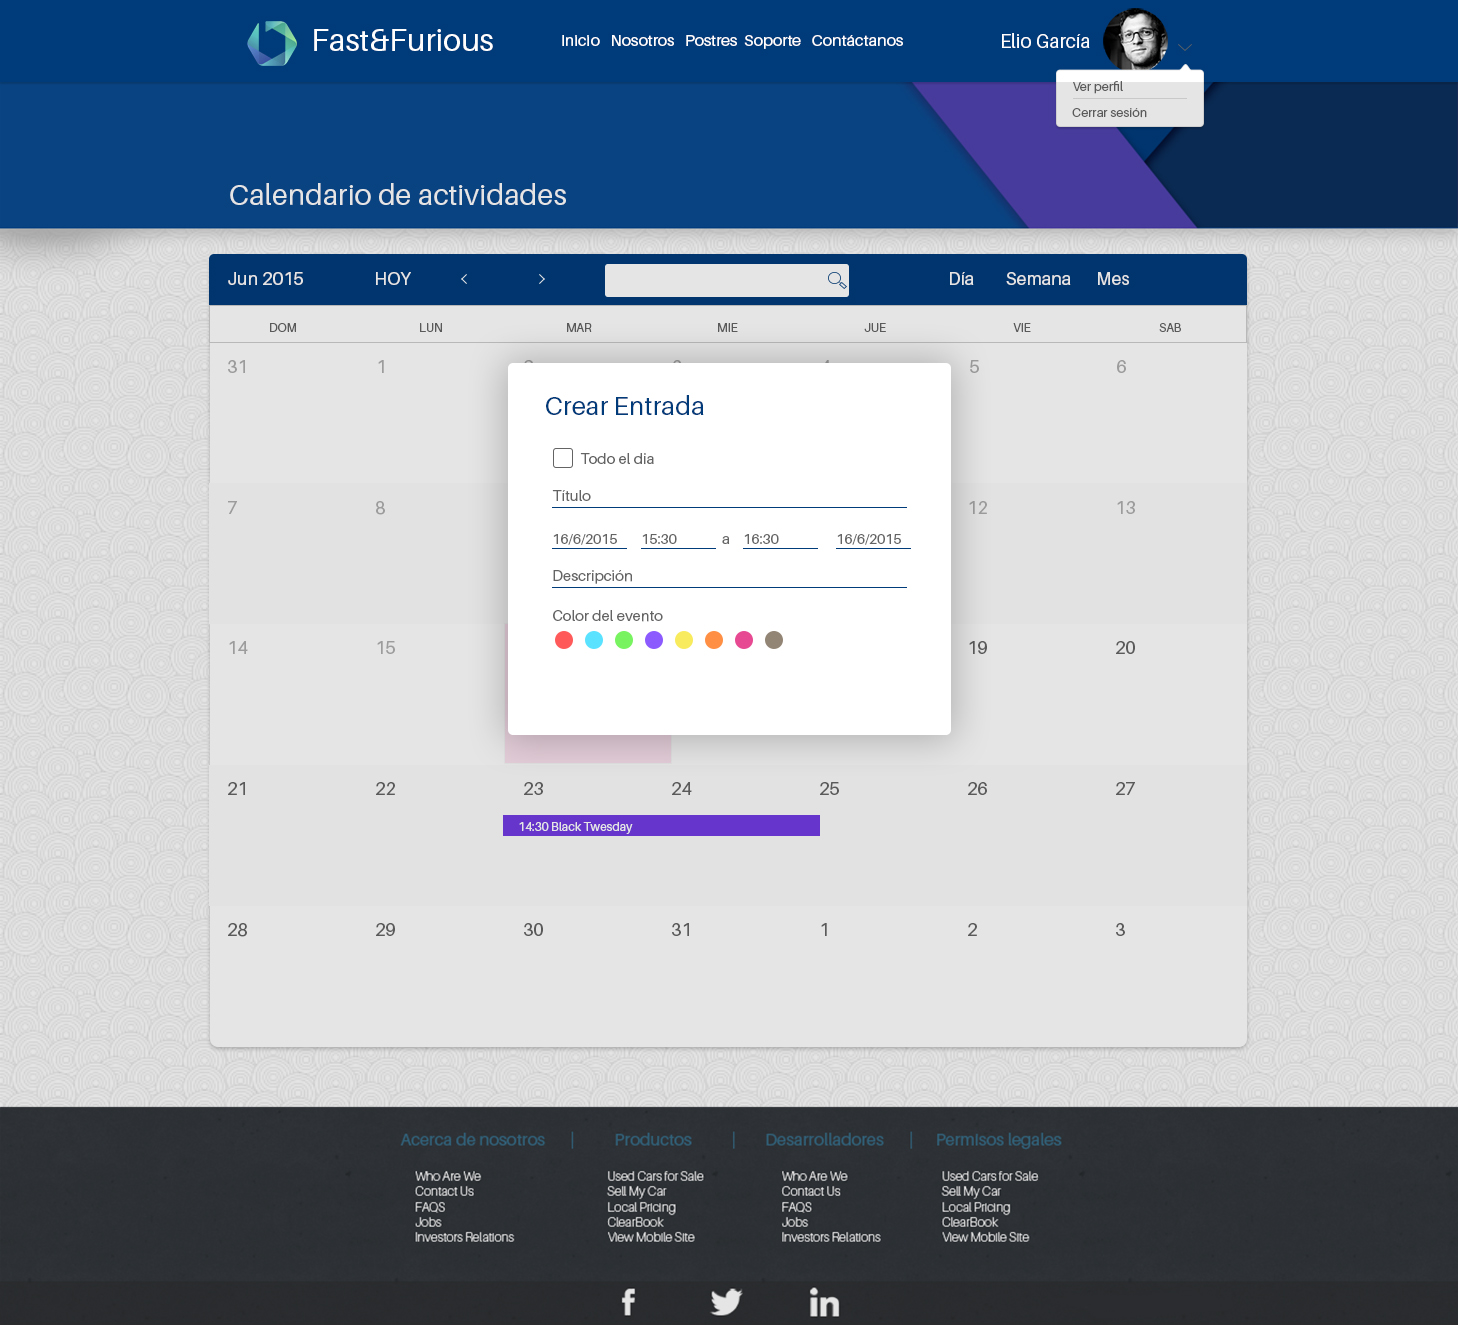 Fast&Furious
Inicio Nosotros Postres Soporte Contáctanos
Elio García
Ver perfil
Cerrar sesión
Calendario de actividades
Jun 2015 HOY < >
Día Semana Mes
DOM LUN MAR MIE JUE VIE SAB
31 1 5 6
Crear Entrada
Todo el dia
Título
16/6/2015 15:30 a 16:30 16/6/2015
Descripción
Color del evento
7 8 12 13
14 15 19 20
21 22 23 24 25 26 27
14:30 Black Twesday
28 29 30 31 1 2 3
Acerca de nosotros | Productos | Desarrolladores | Permisos legales
Who Are We Used Cars for Sale Who Are We Used Cars for Sale
Contact Us Sell My Car Contact Us Sell My Car
FAQS Local Pricing FAQS Local Pricing
Jobs ClearBook Jobs ClearBook
Investors Relations View Mobile Site Investors Relations View Mobile Site
f in